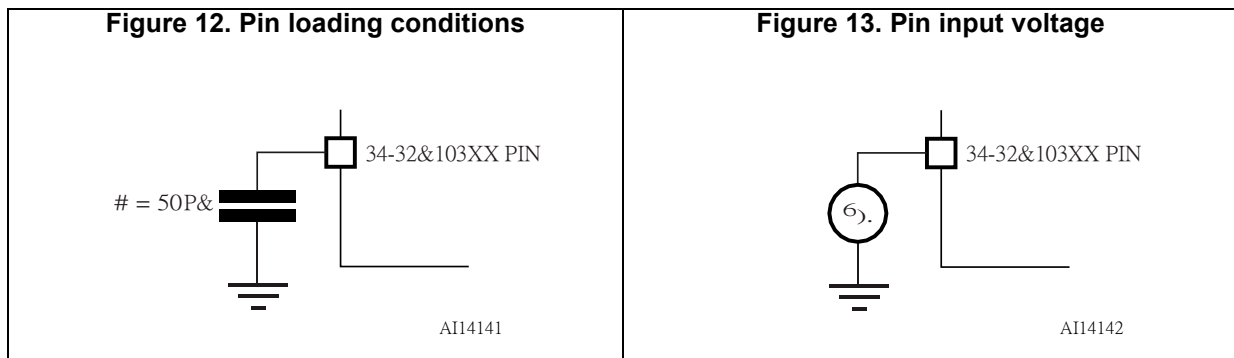 Figure 12. Pin loading conditions
34-32&103XX PIN
# = 50P&
AI14141
Figure 13. Pin input voltage
34-32&103XX PIN
6).
AI14142